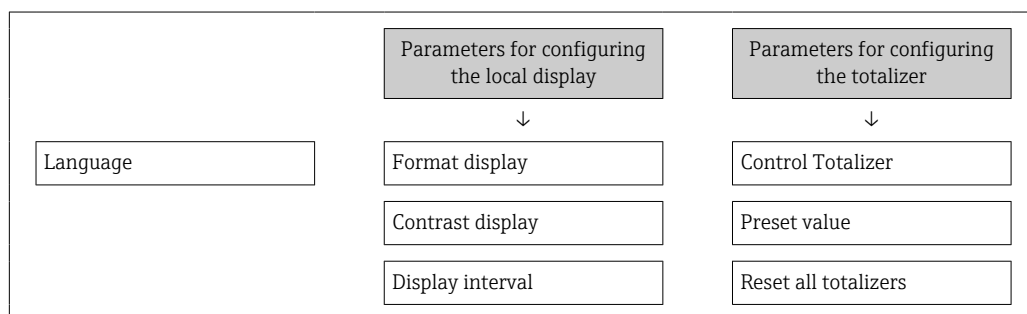 Parameters for configuring
the local display
Parameters for configuring
the totalizer
↓
↓
Language
Format display
Control Totalizer
Contrast display
Preset value
Display interval
Reset all totalizers